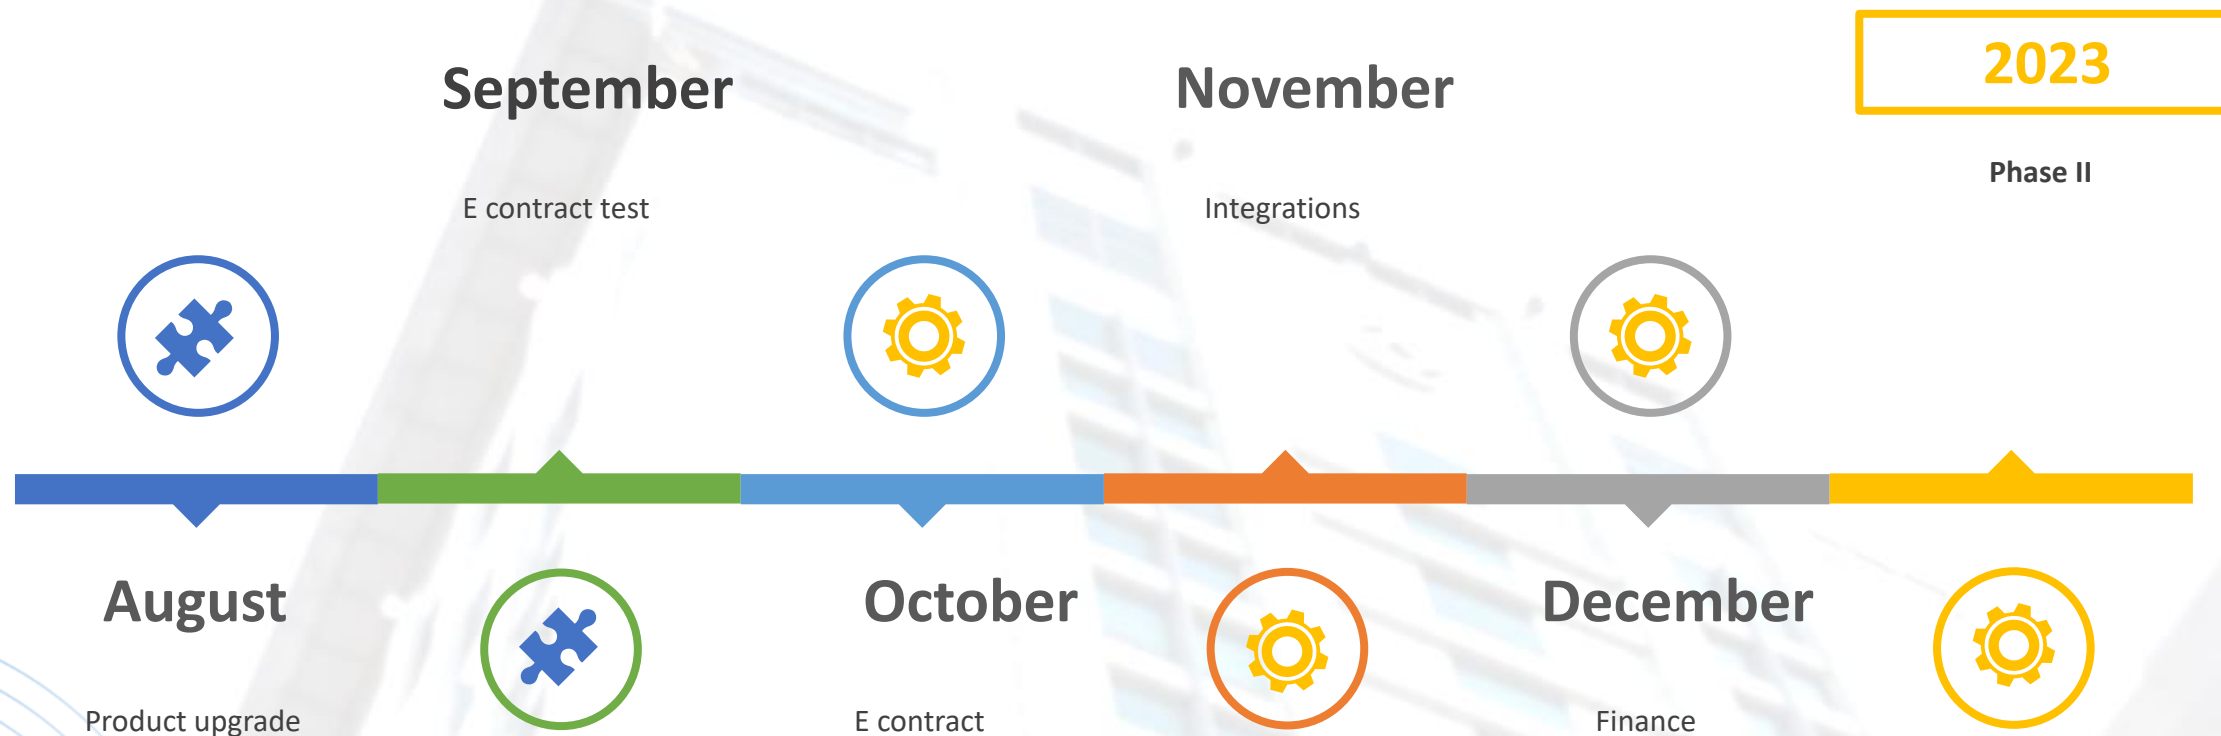 September
November
2023
Phase II
E contract test
Integrations
August
October
December
Product upgrade
E contract
Finance